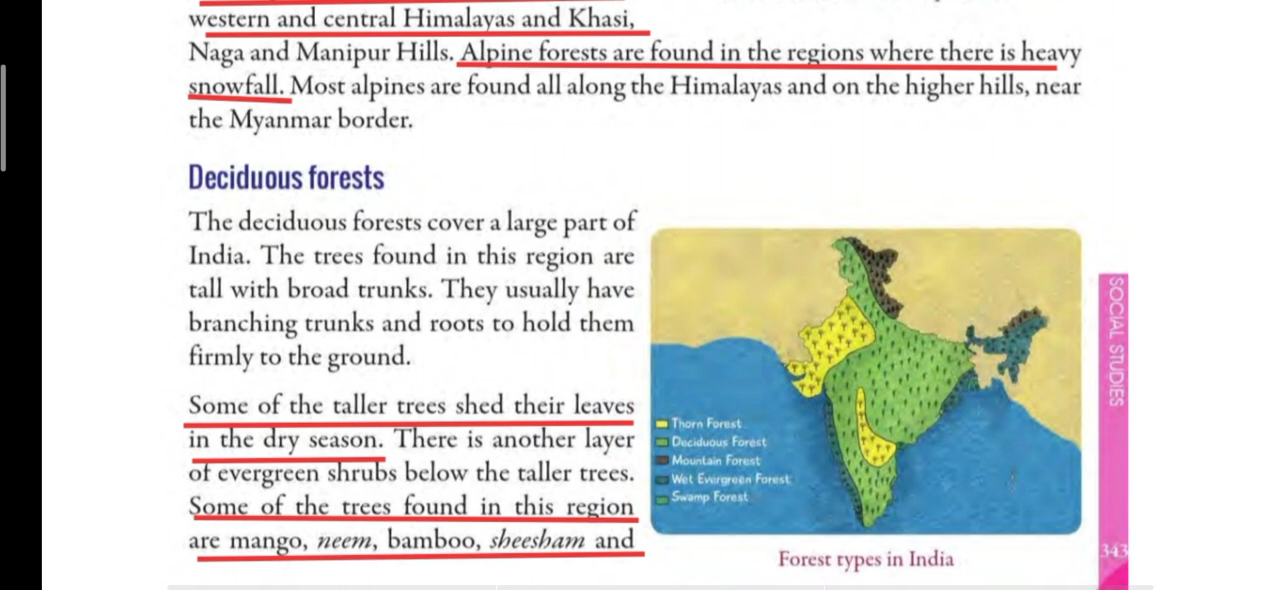 western and central Himalayas and Khasi,
Naga and Manipur Hills. Alpine forests are found in the regions where there is heavy
snowfall. Most alpines are found all along the Himalayas and on the higher hills, near
the Myanmar border.
Deciduous forests
The deciduous forests cover a large part of
India. The trees found in this region are
tall with broad trunks. They usually have
branching trunks and roots to hold them
firmly to the ground.
Some of the taller trees shed their leaves
in the dry season. There is another layer
of evergreen shrubs below the taller trees.
Some of the trees found in this region
are mango, neem, bamboo, sheesham and
Thorn Forest
Deciduous Forest
Mountain Forest
Wet Evergreen Forest
Swamp Forest
Forest types in India
SOCIAL STUDIES
343